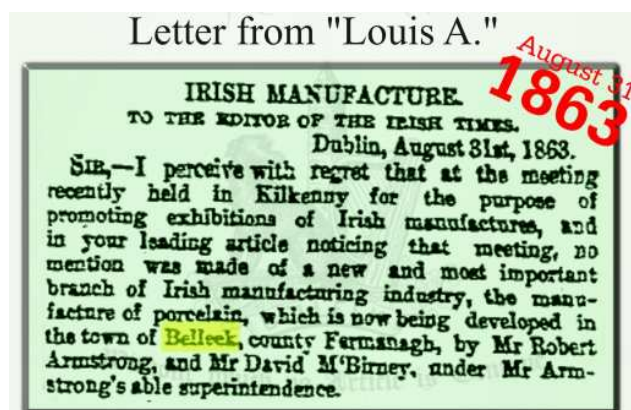 Letter from "Louis A."
August 31
1863
IRISH MANUFACTURE.
TO THE EDITOR OF THE IRISH TIMES.
Dublin, August 31st, 1863.
SIR,—I perceive with regret that at the meeting
recently held in Kilkenny for the purpose of
promoting exhibitions of Irish manufactures, and
in your leading article noticing that meeting, no
mention was made of a new and most important
branch of Irish manufacturing industry, the manu-
facture of porcelain, which is now being developed in
the town of Belleek, county Fermanagh, by Mr Robert
Armstrong, and Mr David M'Birney, under Mr Arm-
strong's able superintendence.